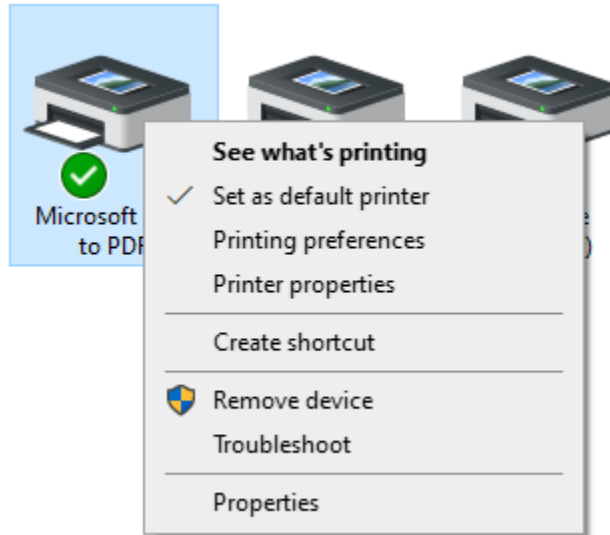 Microsoft
to PDF
)
See what's printing
Set as default printer
Printing preferences
Printer properties
Create shortcut
Remove device
Troubleshoot
Properties